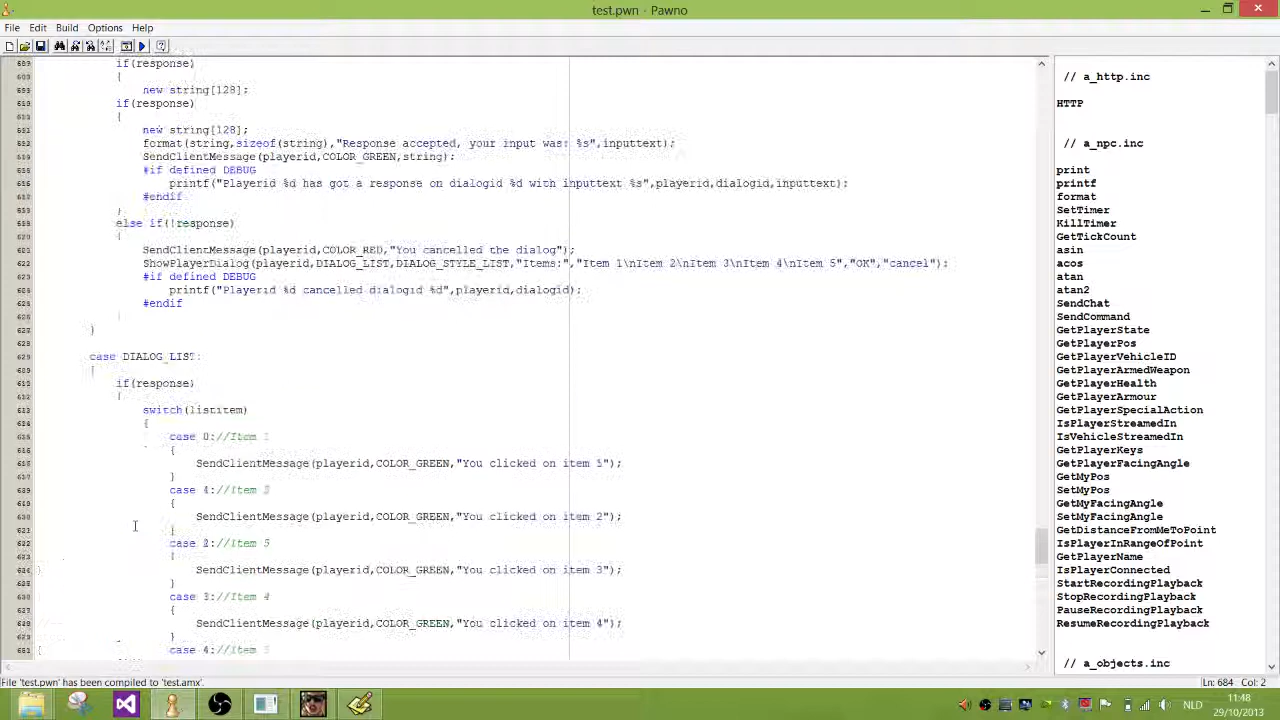 test.pwn - Pawno
File Edit Build Options Help
if(response)
{
new string[128];
if(response)
{
new string[128];
format(string,sizeof(string),"Response accepted, your input was: %s",inputtext);
SendClientMessage(playerid,COLOR_GREEN,string);
#if defined DEBUG
printf("Playerid %d has got a response on dialogid %d with inputtext %s",playerid,dialogid,inputtext);
#endif
}
else if(!response)
{
SendClientMessage(playerid,COLOR_RED,"You cancelled the dialog");
ShowPlayerDialog(playerid,DIALOG_LIST,DIALOG_STYLE_LIST,"Items:","Item 1\nItem 2\nItem 3\nItem 4\nItem 5","OK","cancel");
#if defined DEBUG
printf("Playerid %d cancelled dialogid %d",playerid,dialogid);
#endif
}
case DIALOG_LIST:
if(response)
{
switch(listitem)
{
case 0://Item 1
{
SendClientMessage(playerid,COLOR_GREEN,"You clicked on item 5");
}
case 1://Item
{
SendClientMessage(playerid,COLOR_GREEN,"You clicked on item 2");
}
case 2://Item
{
SendClientMessage(playerid,COLOR_GREEN,"You clicked on item 3");
}
case 3://Item 4
{
SendClientMessage(playerid,COLOR_GREEN,"You clicked on item 4");
}
case 4://Item
// a_http.inc
HTTP
// a_npc.inc
print
printf
format
SetTimer
KillTimer
GetTickCount
asin
acos
atan
atan2
SendChat
SendCommand
GetPlayerState
GetPlayerPos
GetPlayerVehicleID
GetPlayerArmedWeapon
GetPlayerHealth
GetPlayerArmour
GetPlayerSpecialAction
IsPlayerStreamedIn
IsVehicleStreamedIn
GetPlayerKeys
GetPlayerFacingAngle
GetMyPos
SetMyPos
GetMyFacingAngle
SetMyFacingAngle
GetDistanceFromMeToPoint
IsPlayerInRangeOfPoint
GetPlayerName
IsPlayerConnected
StartRecordingPlayback
StopRecordingPlayback
PauseRecordingPlayback
ResumeRecordingPlayback
// a_objects.inc
File 'test.pwn' has been compiled to 'test.amx'.
Ln: 684 Col: 2
NLD
11:48
29/10/2013